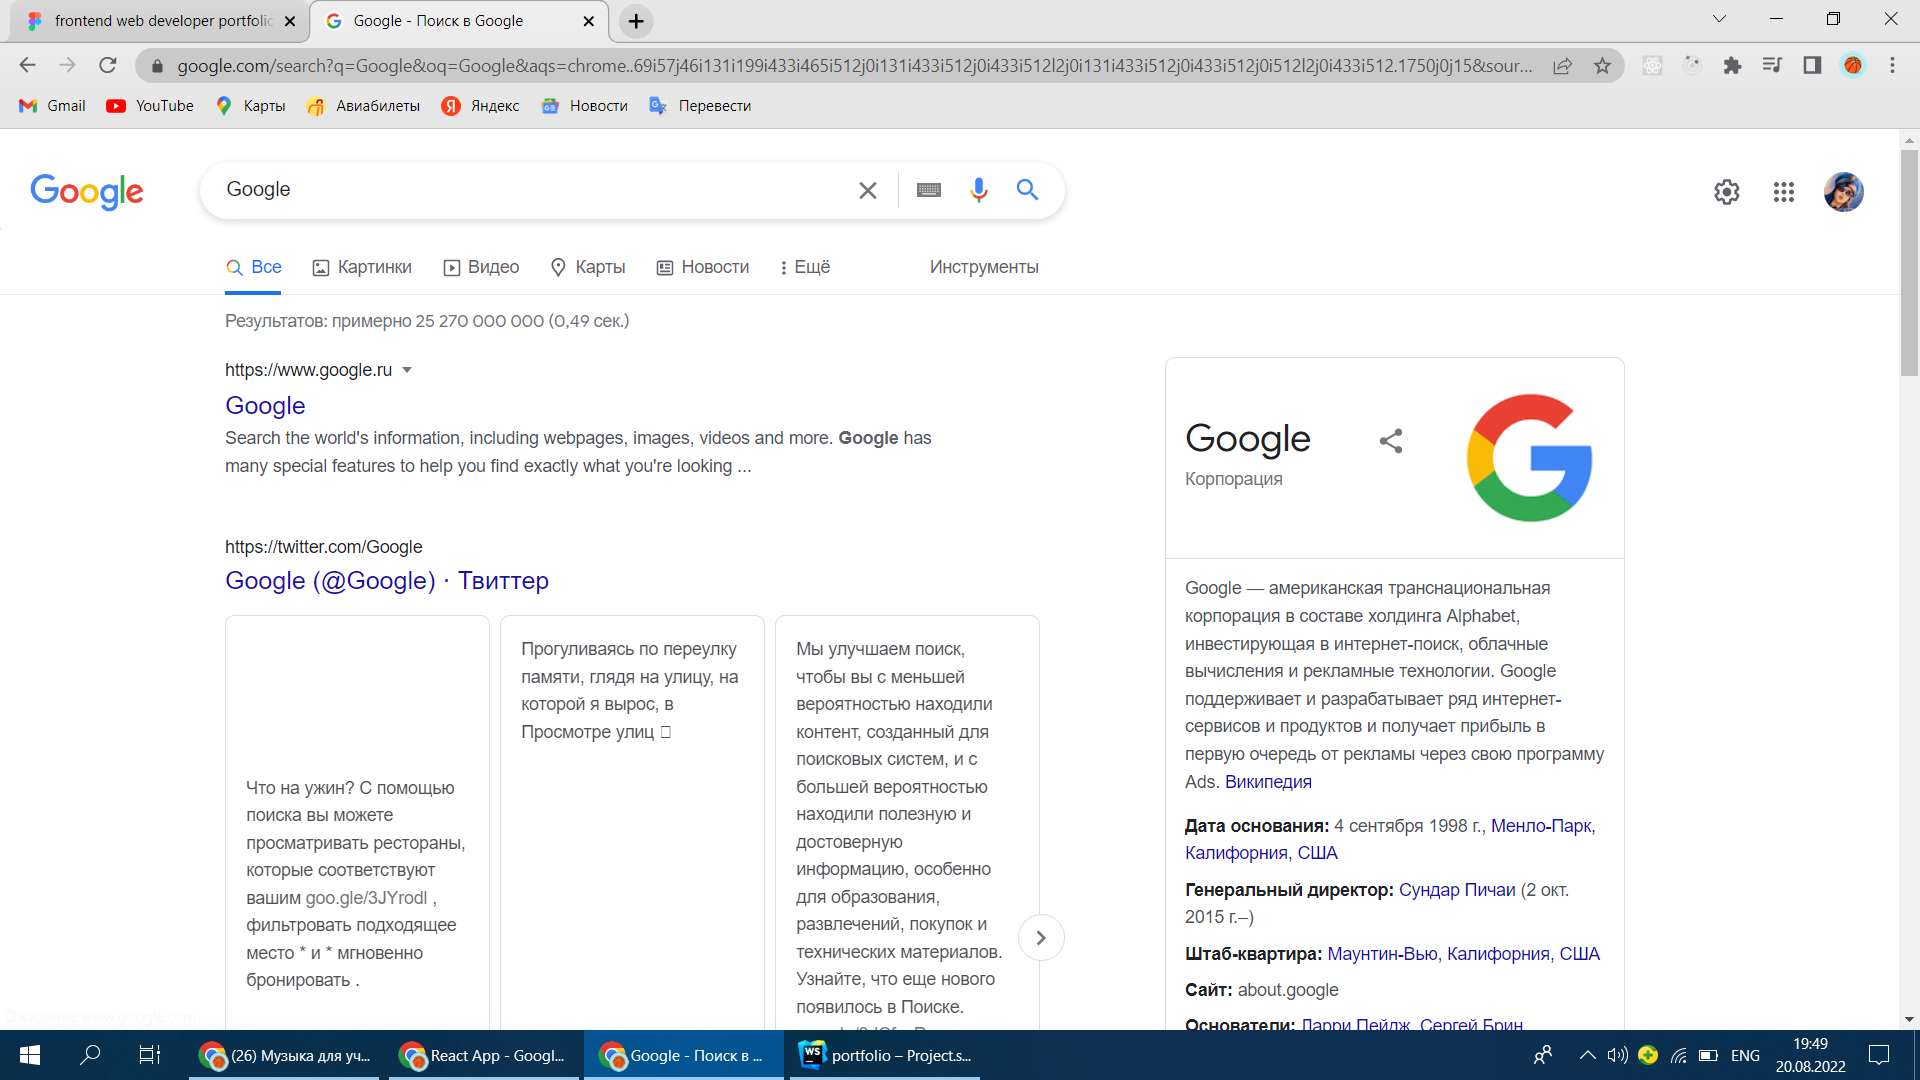 frontend web developer portfolio
Google - Поиск в Google
google.com/search?q=Google&oq=Google&aqs=chrome..69i57j46i131i199i433i465i512j0i131i433i512j0i433i512l2j0i131i433i512j0i433i512j0i512l2j0i433i512.1750j0j15&sour...
Gmail
YouTube
Карты
Авиабилеты
Яндекс
Новости
Перевести
Google
Google
Все
Картинки
Видео
Карты
Новости
Ещё
Инструменты
Результатов: примерно 25 270 000 000 (0,49 сек.)
https://www.google.ru
Google
Search the world's information, including webpages, images, videos and more. Google has
many special features to help you find exactly what you're looking ...
https://twitter.com/Google
Google (@Google) · Твиттер
Что на ужин? С помощью
поиска вы можете
просматривать рестораны,
которые соответствуют
вашим goo.gle/3JYrodl ,
фильтровать подходящее
место * и * мгновенно
бронировать .
Прогуливаясь по переулку
памяти, глядя на улицу, на
которой я вырос, в
Просмотре улиц
Мы улучшаем поиск,
чтобы вы с меньшей
вероятностью находили
контент, созданный для
поисковых систем, и с
большей вероятностью
находили полезную и
достоверную
информацию, особенно
для образования,
развлечений, покупок и
технических материалов.
Узнайте, что еще нового
появилось в Поиске.
Google
Корпорация
Google — американская транснациональная
корпорация в составе холдинга Alphabet,
инвестирующая в интернет-поиск, облачные
вычисления и рекламные технологии. Google
поддерживает и разрабатывает ряд интернет-
сервисов и продуктов и получает прибыль в
первую очередь от рекламы через свою программу
Ads. Википедия
Дата основания: 4 сентября 1998 г., Менло-Парк,
Калифорния, США
Генеральный директор: Сундар Пичаи (2 окт.
2015 г.–)
Штаб-квартира: Маунтин-Вью, Калифорния, США
Сайт: about.google
Основатели: Ларри Пейдж, Сергей Брин
(26) Музыка для уч...
React App - Googl...
Google - Поиск в ...
WS
portfolio – Project.s...
ENG
19:49
20.08.2022